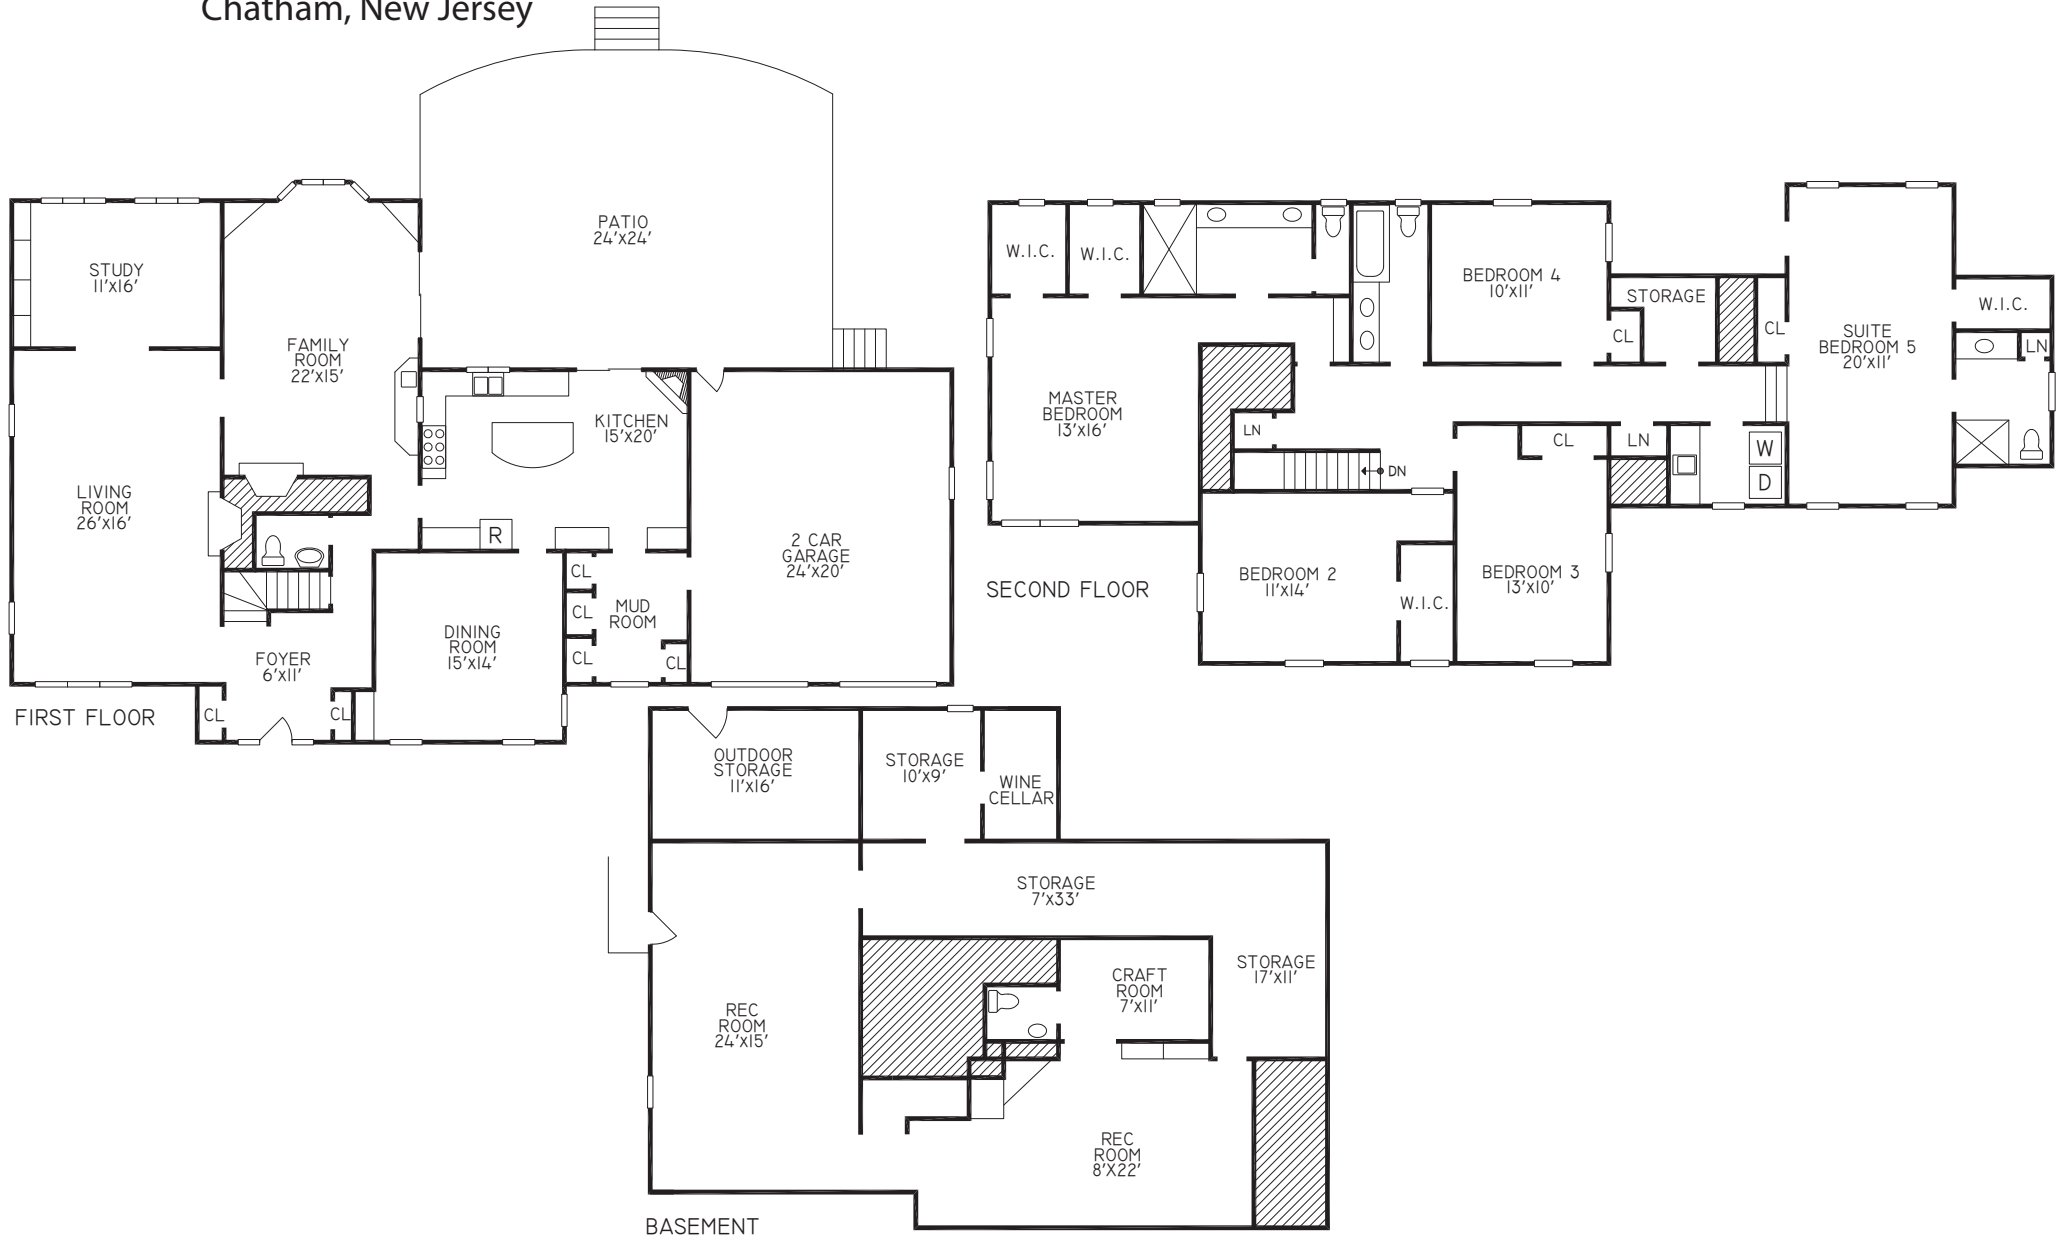 Chatham, New Jersey
PATIO
24'x24'
STUDY
11'x16'
FAMILY
ROOM
22'x15'
KITCHEN
15'x20'
LIVING
ROOM
26'x16'
R
2 CAR
GARAGE
24'x20'
CL
CL
CL
CL
MUD
ROOM
DINING
ROOM
15'x14'
FOYER
6'x11'
CL
CL
FIRST FLOOR
W.I.C.
W.I.C.
BEDROOM 4
10'x11'
STORAGE
CL
CL
SUITE
BEDROOM 5
20'x11'
W.I.C.
LN
MASTER
BEDROOM
13'x16'
LN
DN
CL
LN
W
D
BEDROOM 2
11'x14'
W.I.C.
BEDROOM 3
13'x10'
SECOND FLOOR
OUTDOOR
STORAGE
11'x16'
STORAGE
10'x9'
WINE
CELLAR
STORAGE
7'x33'
STORAGE
17'x11'
CRAFT
ROOM
7'x11'
REC
ROOM
24'x15'
REC
ROOM
8'X22'
BASEMENT